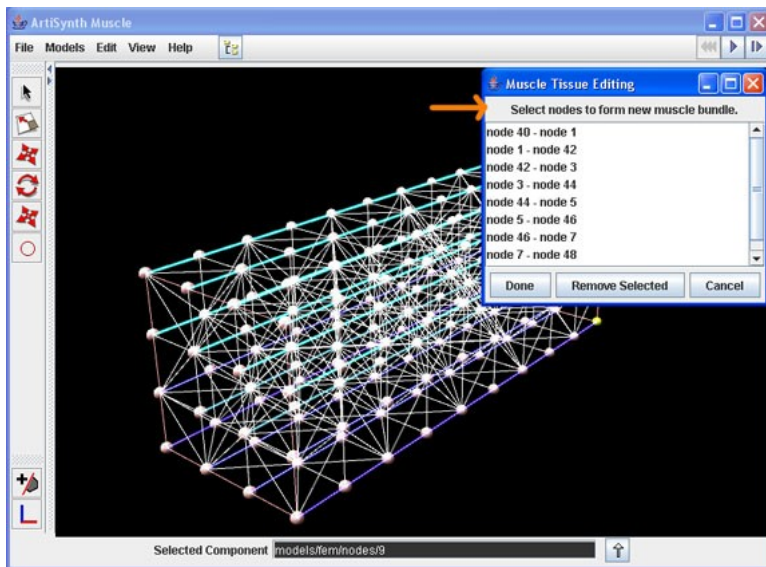 ArtiSynth Muscle
File Models Edit View Help
Muscle Tissue Editing
Select nodes to form new muscle bundle.
node 40 - node 1
node 1 - node 42
node 42 - node 3
node 3 - node 44
node 44 - node 5
node 5 - node 46
node 46 - node 7
node 7 - node 48
Done Remove Selected Cancel
Selected Component models/fem/nodes/9